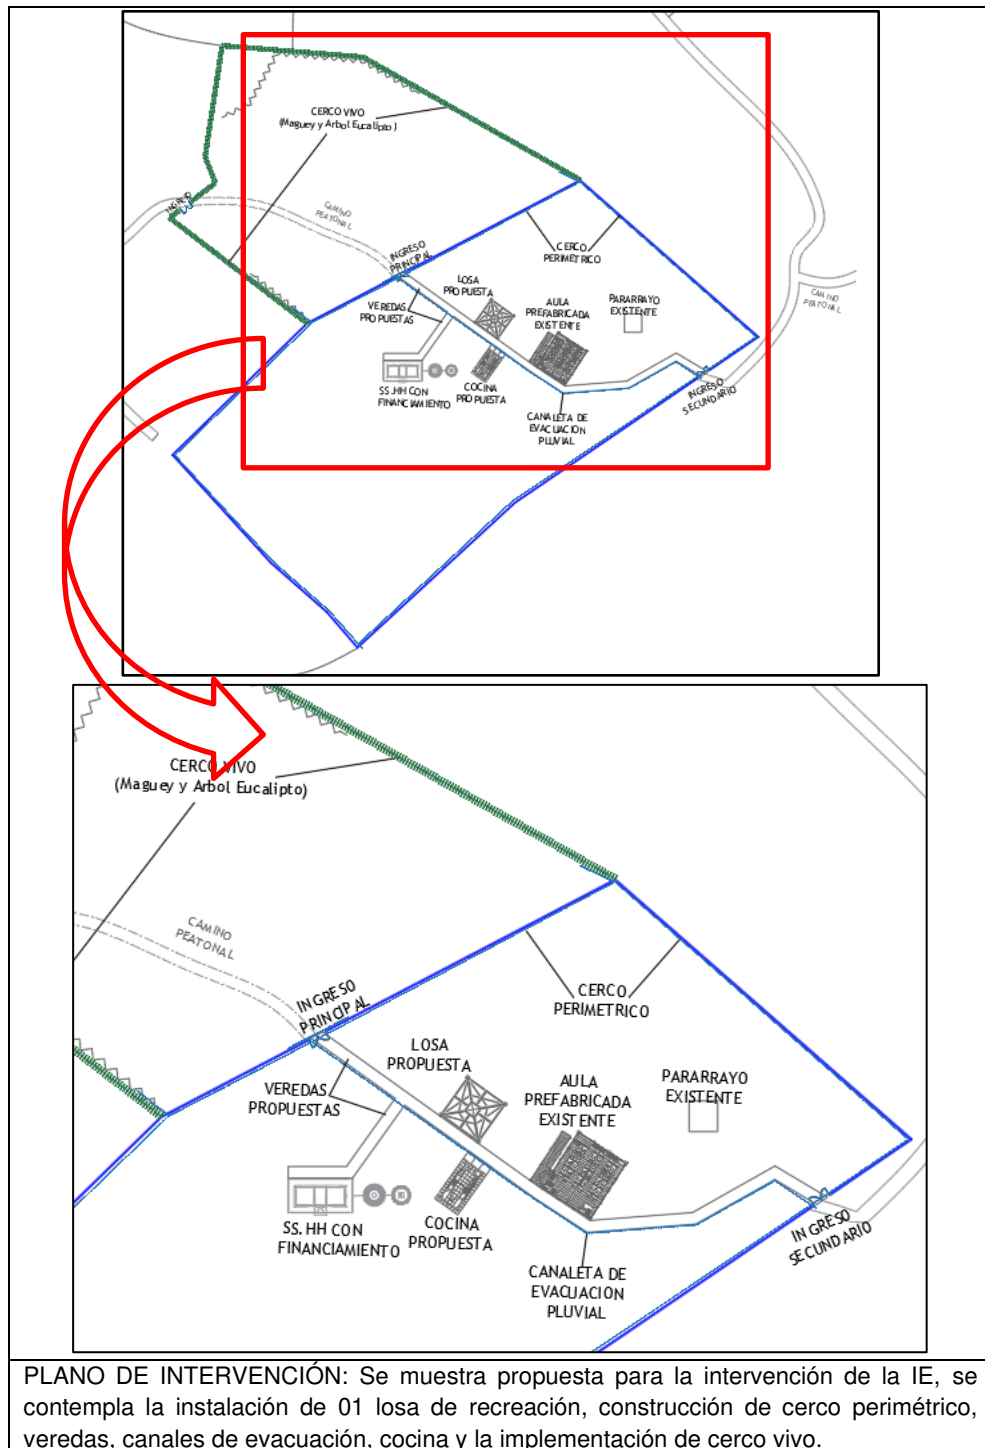 CERCO VIVO
(Maguey y Arbol Eucalipto)
INGRESO
CAMINO
PEATONAL
INGRESO
PRINCIPAL
CERCO
PERIMETRICO
LOSA
PROPUESTA
VEREDAS
PROPUESTAS
AULA
PREFABRICADA
EXISTENTE
PARARRAYO
EXISTENTE
CAMINO
PEATONAL
SS.HH CON
FINANCIAMIENTO
COCINA
PROPUESTA
CANALETA DE
EVACUACION
PLUVIAL
INGRESO
SECUNDARIO
CERCO VIVO
(Maguey y Arbol Eucalipto)
CAMINO
PEATONAL
INGRESO
PRINCIPAL
CERCO
PERIMETRICO
LOSA
PROPUESTA
VEREDAS
PROPUESTAS
AULA
PREFABRICADA
EXISTENTE
PARARRAYO
EXISTENTE
SS.HH CON
FINANCIAMIENTO
COCINA
PROPUESTA
INGRESO
SECUNDARIO
CANALETA DE
EVACUACION
PLUVIAL
PLANO DE INTERVENCIÓN: Se muestra propuesta para la intervención de la IE, se
contempla la instalación de 01 losa de recreación, construcción de cerco perimétrico,
veredas, canales de evacuación, cocina y la implementación de cerco vivo.